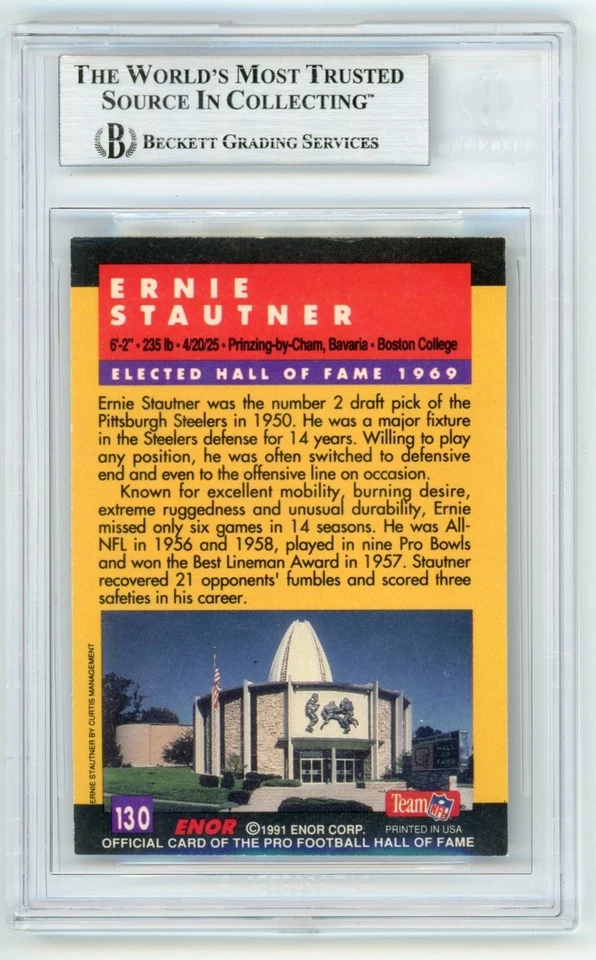 THE WORLD'S MOST TRUSTED
SOURCE IN COLLECTING™
B BECKETT GRADING SERVICES
ERNIE
STAUTNER
6'-2" • 235 lb • 4/20/25 • Prinzing-by-Cham, Bavaria • Boston College
ELECTED HALL OF FAME 1969
Ernie Stautner was the number 2 draft pick of the
Pittsburgh Steelers in 1950. He was a major fixture
in the Steelers defense for 14 years. Willing to play
any position, he was often switched to defensive
end and even to the offensive line on occasion.
Known for excellent mobility, burning desire,
extreme ruggedness and unusual durability, Ernie
missed only six games in 14 seasons. He was All-
NFL in 1956 and 1958, played in nine Pro Bowls
and won the Best Lineman Award in 1957. Stautner
recovered 21 opponents' fumbles and scored three
safeties in his career.
ERNIE STAUTNER BY CURTIS MANAGEMENT
HALL
OF
FAME
Team NFL
130 ENOR ©1991 ENOR CORP. PRINTED IN USA
OFFICIAL CARD OF THE PRO FOOTBALL HALL OF FAME